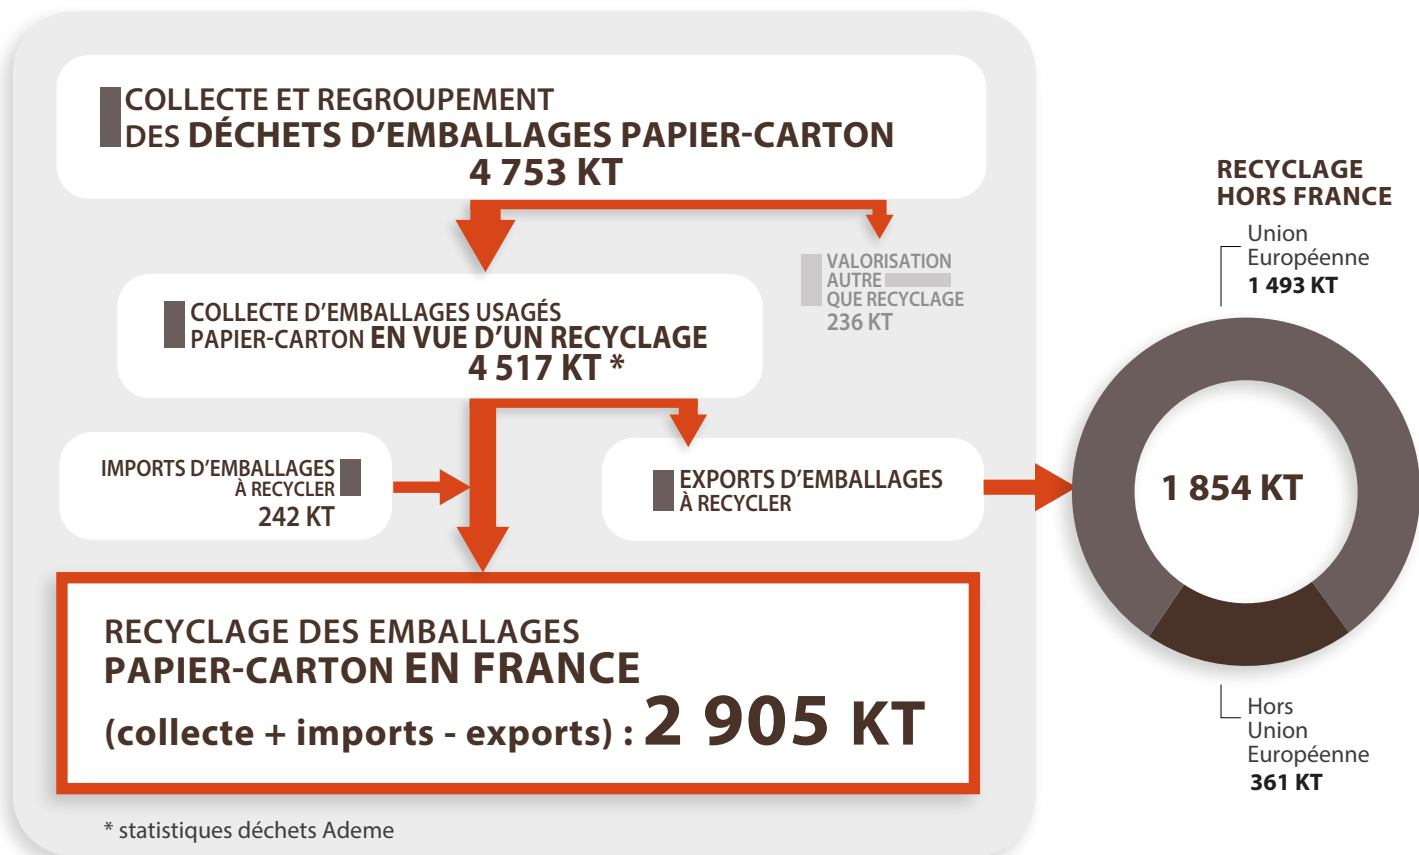 COLLECTE ET REGROUPEMENT
DES DÉCHETS D'EMBALLAGES PAPIER-CARTON
4 753 KT
VALORISATION
AUTRE
QUE RECYCLAGE
236 KT
COLLECTE D'EMBALLAGES USAGÉS
PAPIER-CARTON EN VUE D'UN RECYCLAGE
4 517 KT *
IMPORTS D'EMBALLAGES
À RECYCLER
242 KT
EXPORTS D'EMBALLAGES
À RECYCLER
RECYCLAGE DES EMBALLAGES
PAPIER-CARTON EN FRANCE
(collecte + imports - exports) : 2 905 KT
* statistiques déchets Ademe
RECYCLAGE
HORS FRANCE
Union
Européenne
1 493 KT
1 854 KT
Hors
Union
Européenne
361 KT